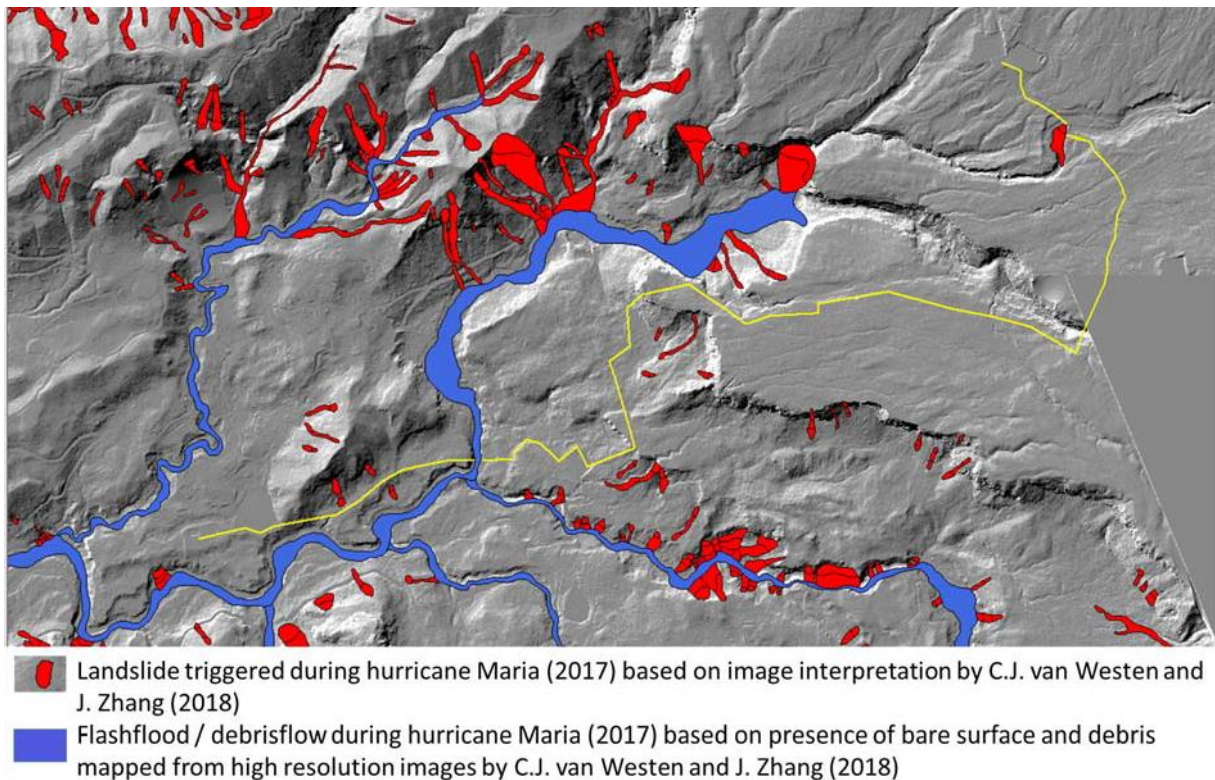 Landslide triggered during hurricane Maria (2017) based on image interpretation by C.J. van Westen and
J. Zhang (2018)
Flashflood / debrisflow during hurricane Maria (2017) based on presence of bare surface and debris
mapped from high resolution images by C.J. van Westen and J. Zhang (2018)